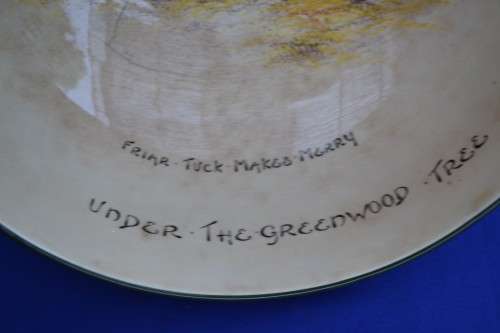 FRIAR · TUCK · MAKES · MERRY
UNDER · THE · GREENWOOD · TREE